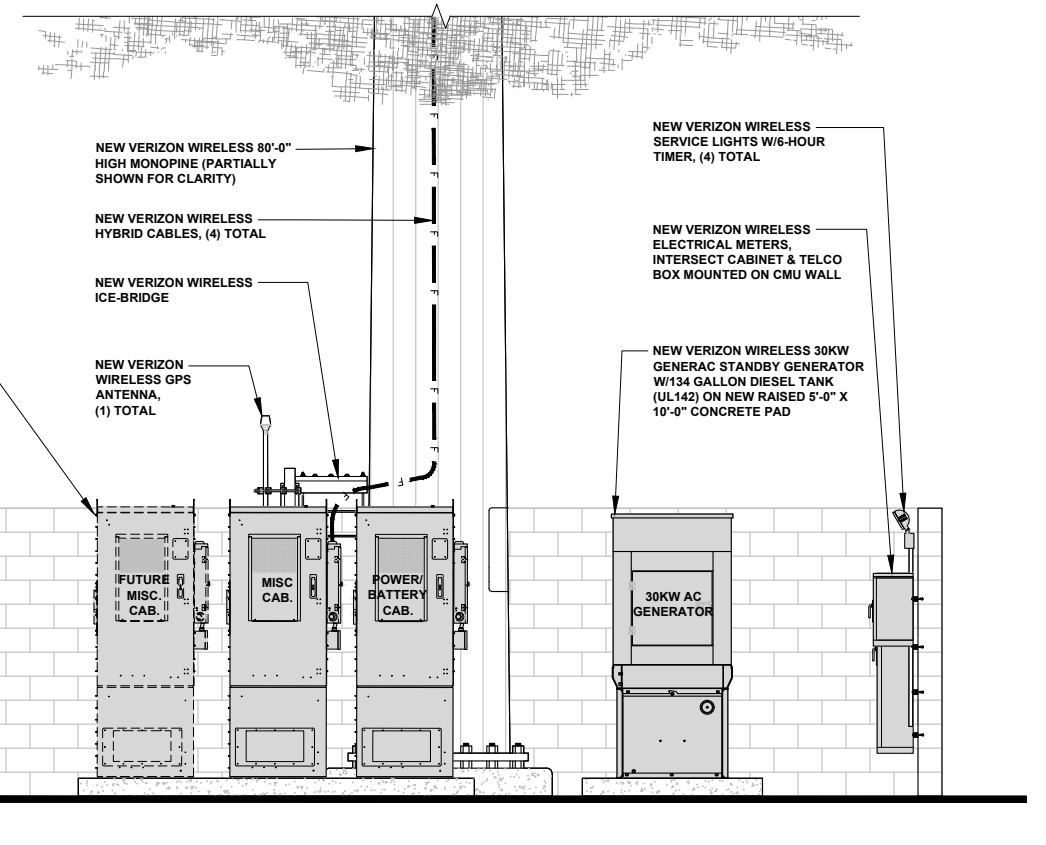 NEW VERIZON WIRELESS 80'-0"
HIGH MONOPINE (PARTIALLY
SHOWN FOR CLARITY)
NEW VERIZON WIRELESS
HYBRID CABLES, (4) TOTAL
NEW VERIZON WIRELESS
ICE-BRIDGE
NEW VERIZON
WIRELESS GPS
ANTENNA,
(1) TOTAL
NEW VERIZON WIRELESS
SERVICE LIGHTS W/6-HOUR
TIMER, (4) TOTAL
NEW VERIZON WIRELESS
ELECTRICAL METERS,
INTERSECT CABINET & TELCO
BOX MOUNTED ON CMU WALL
NEW VERIZON WIRELESS 30KW
GENERAC STANDBY GENERATOR
W/134 GALLON DIESEL TANK
(UL142) ON NEW RAISED 5'-0" X
10'-0" CONCRETE PAD
FUTURE
MISC.
CAB.
MISC
CAB.
POWER/
BATTERY
CAB.
30KW AC
GENERATOR
F
F
F
F
F
F
F
F